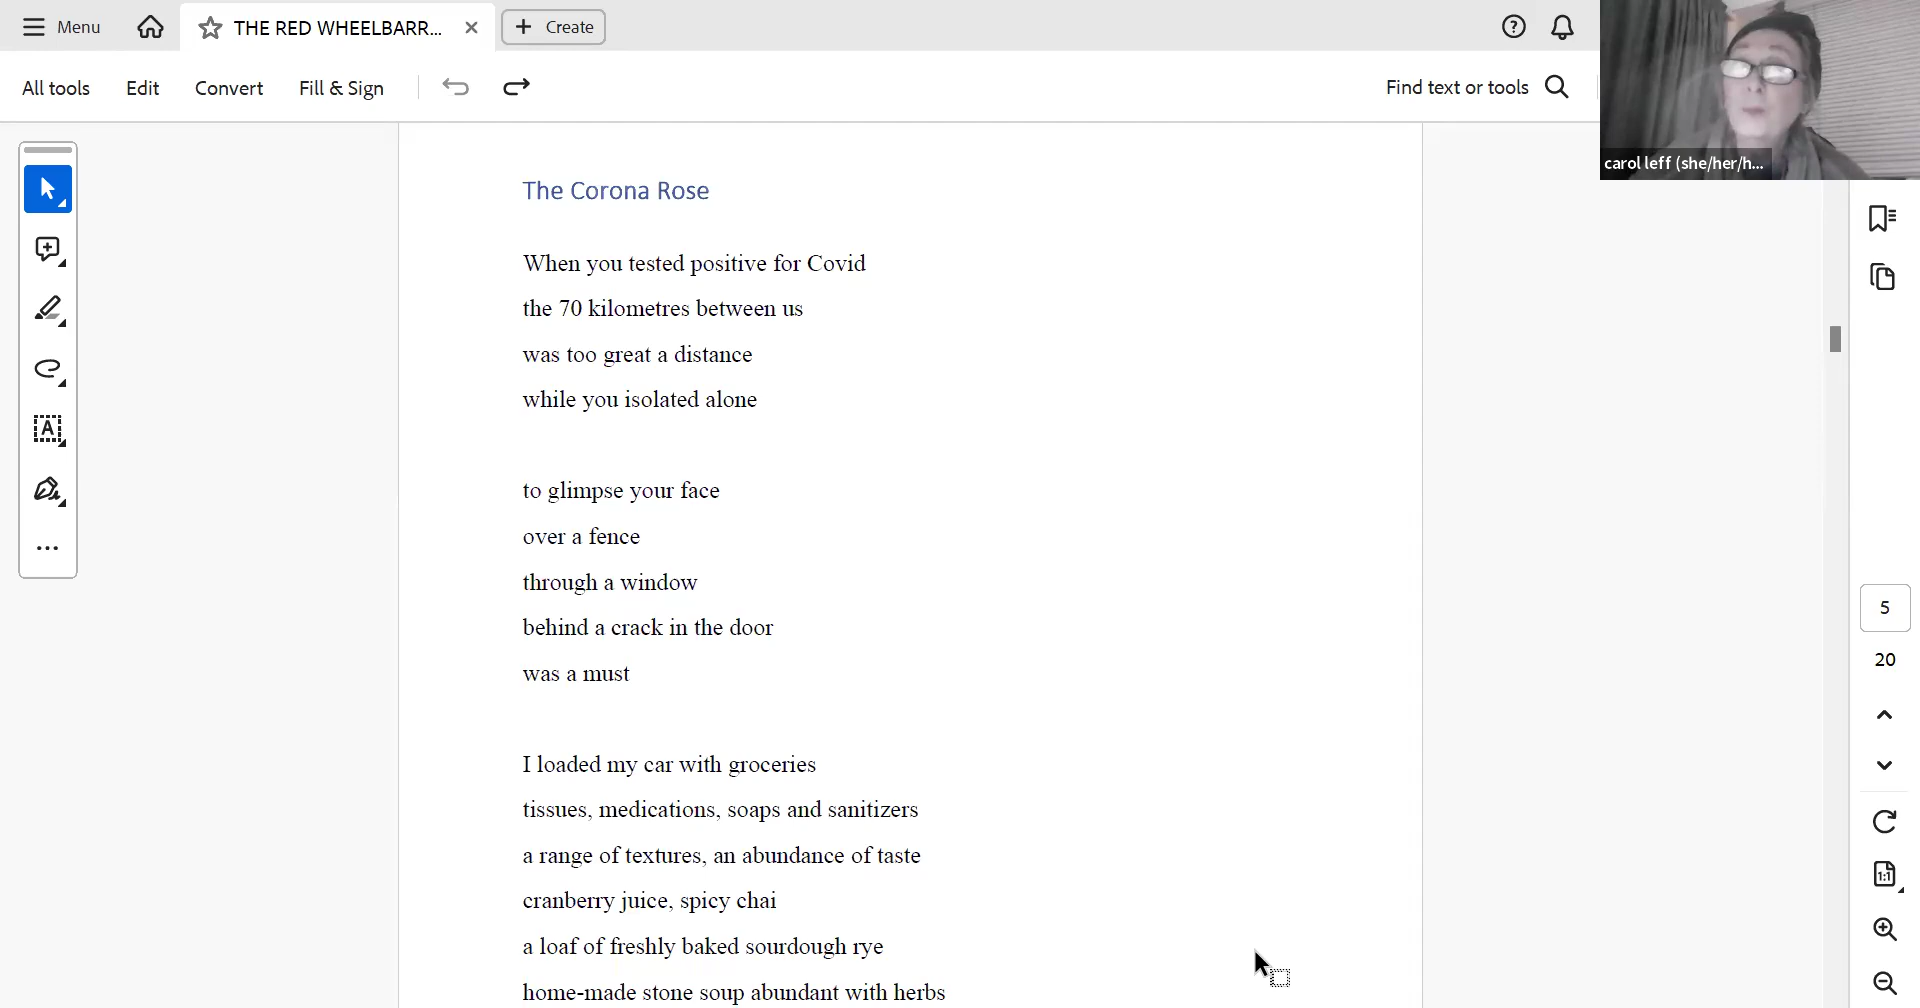 Menu
THE RED WHEELBARR...
Create
All tools
Edit
Convert
Fill & Sign
Find text or tools
carol leff (she/her/h...
The Corona Rose
When you tested positive for Covid
the 70 kilometres between us
was too great a distance
while you isolated alone
to glimpse your face
over a fence
through a window
behind a crack in the door
was a must
I loaded my car with groceries
tissues, medications, soaps and sanitizers
a range of textures, an abundance of taste
cranberry juice, spicy chai
a loaf of freshly baked sourdough rye
home-made stone soup abundant with herbs
A
5
20
1:1